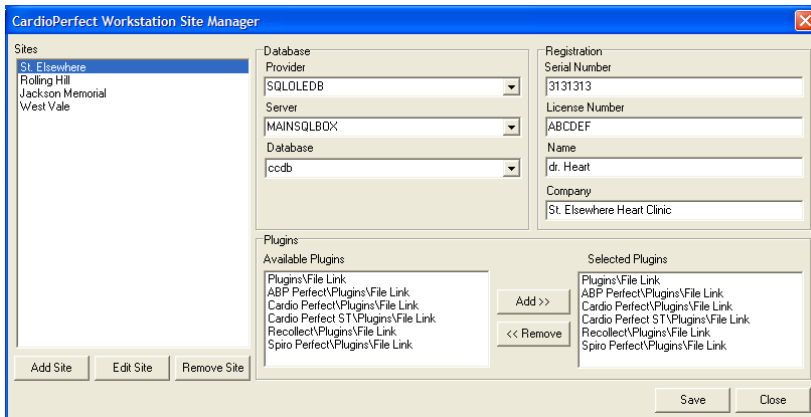 CardioPerfect Workstation Site Manager
Sites
St. Elsewhere
Rolling Hill
Jackson Memorial
West Vale
Add Site
Edit Site
Remove Site
Database
Provider
SQLOLEDB
Server
MAINSQLBOX
Database
ccdb
Registration
Serial Number
3131313
License Number
ABCDEF
Name
dr. Heart
Company
St. Elsewhere Heart Clinic
Plugins
Available Plugins
Plugins\File Link
ABP Perfect\Plugins\File Link
Cardio Perfect\Plugins\File Link
Cardio Perfect ST\Plugins\File Link
Recollect\Plugins\File Link
Spiro Perfect\Plugins\File Link
Add >>
<< Remove
Selected Plugins
Plugins\File Link
ABP Perfect\Plugins\File Link
Cardio Perfect\Plugins\File Link
Cardio Perfect ST\Plugins\File Link
Recollect\Plugins\File Link
Spiro Perfect\Plugins\File Link
Save
Close